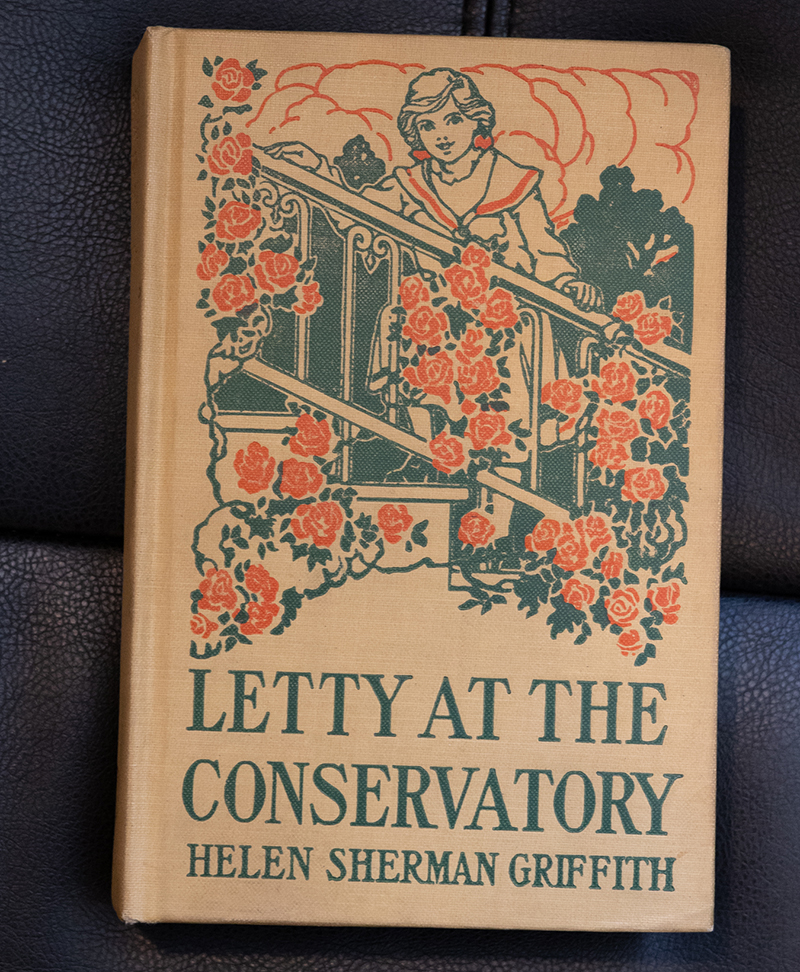 LETTY AT THE
CONSERVATORY
HELEN SHERMAN GRIFFITH